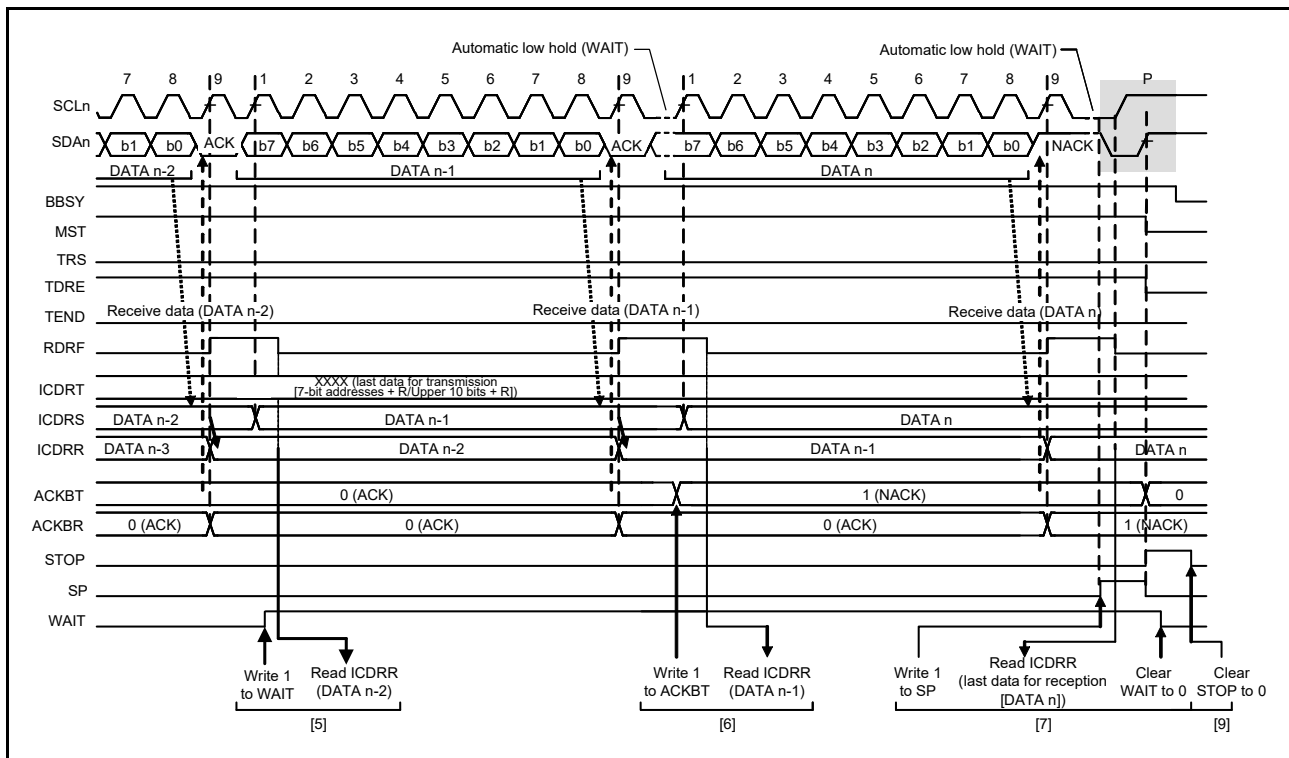 Automatic low hold (WAIT)
Automatic low hold (WAIT)
7 8 9 1 2 3 4 5 6 7 8 9 1 2 3 4 5 6 7 8 9 P
SCLn
SDAn b1 b0 ACK b7 b6 b5 b4 b3 b2 b1 b0 ACK b7 b6 b5 b4 b3 b2 b1 b0 NACK
DATA n-2 DATA n-1 DATA n
BBSY
MST
TRS
TDRE
Receive data (DATA n-2) Receive data (DATA n-1) Receive data (DATA n)
TEND
RDRF
ICDRT
XXXX (last data for transmission
[7-bit addresses + R/Upper 10 bits + R])
ICDRS DATA n-2 DATA n-1 DATA n
ICDRR DATA n-3 DATA n-2 DATA n-1 DATA n
ACKBT 0 (ACK) 1 (NACK) 0
ACKBR 0 (ACK) 0 (ACK) 0 (ACK) 1 (NACK)
STOP
SP
WAIT
Write 1
to WAIT
Read ICDRR
(DATA n-2)
Write 1
to ACKBT
Read ICDRR
(DATA n-1)
Write 1
to SP
Read ICDRR
(last data for reception
[DATA n])
Clear
WAIT to 0
Clear
STOP to 0
[5] [6] [7] [9]